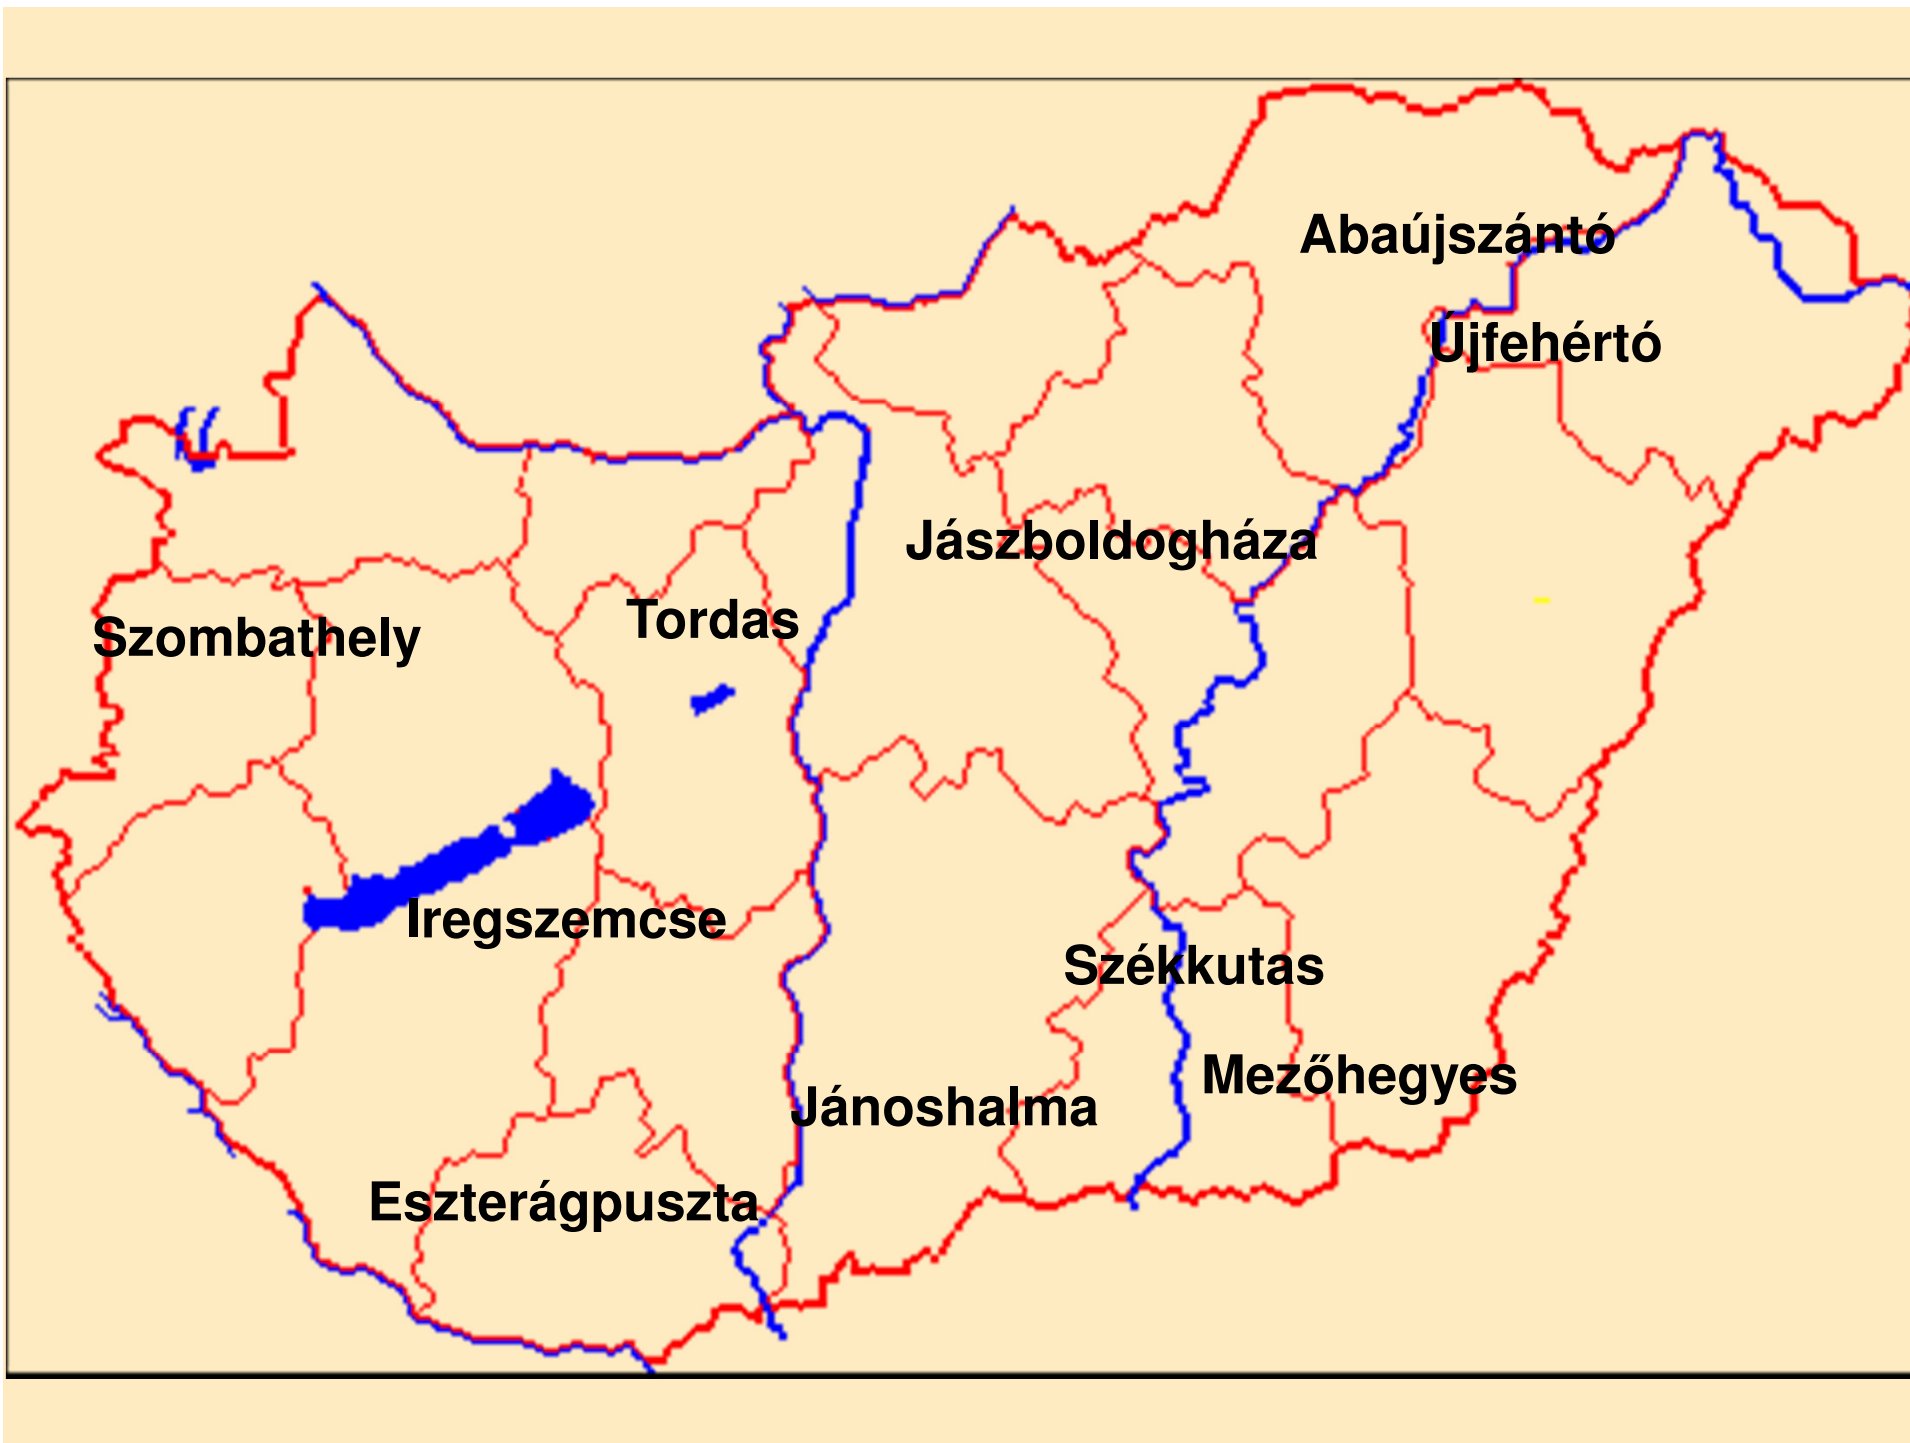 Abaújszántó
Újfehértó
Jászboldogháza
Tordas
Szombathely
Iregszemcse
Székkutas
Mezőhegyes
Jánoshalma
Eszterágpuszta